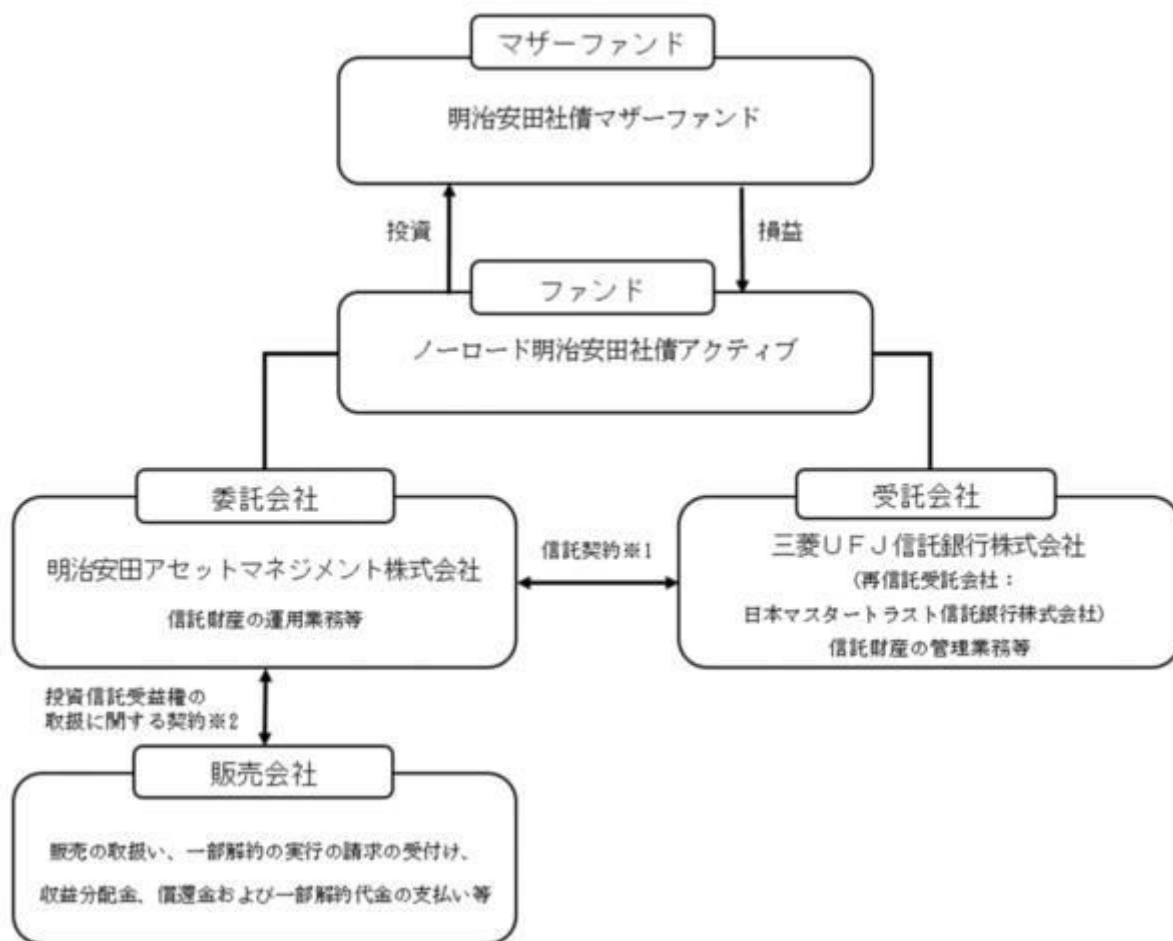 マザーファンド
明治安田社債マザーファンド
投資
損益
ファンド
ノーロード明治安田社債アクティブ
委託会社
明治安田アセットマネジメント株式会社
信託財産の運用業務等
信託契約※1
受託会社
三菱UFJ信託銀行株式会社
(再信託受託会社:
日本マスタートラスト信託銀行株式会社)
信託財産の管理業務等
投資信託受益権の
取扱に関する契約※2
販売会社
販売の取扱い、一部解約の実行の請求の受付け、
収益分配金、償還金および一部解約代金の支払い等